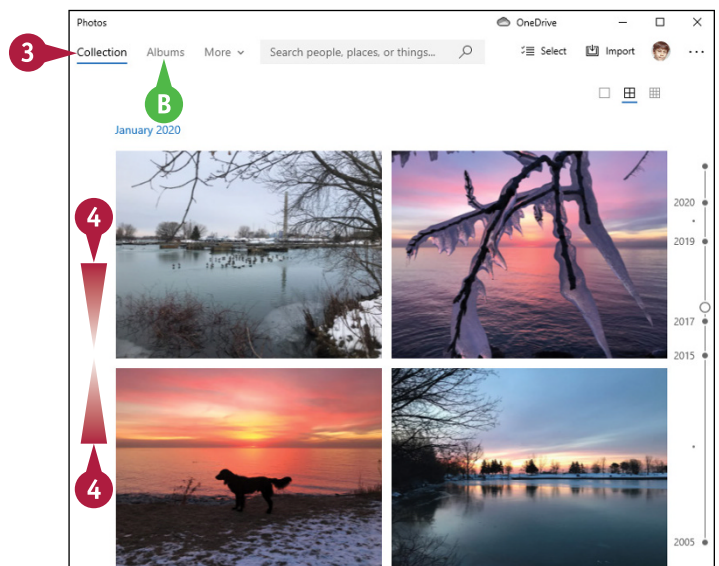 Photos OneDrive
3 Collection Albums More Search people, places, or things... Select Import
B
January 2020
4
2020
2019
2017
2015
4
2005